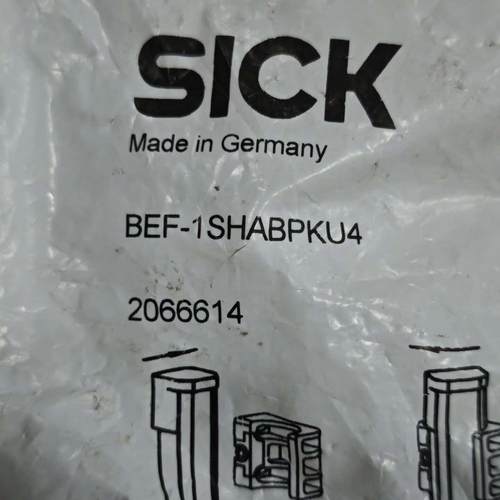 SICK
Made in Germany
BEF-1SHABPKU4
2066614